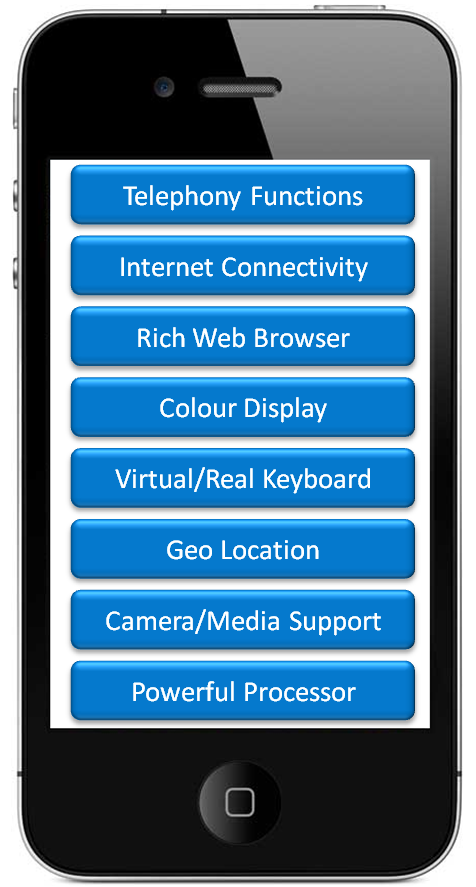 Telephony Functions
Internet Connectivity
Rich Web Browser
Colour Display
Virtual/Real Keyboard
Geo Location
Camera/Media Support
Powerful Processor